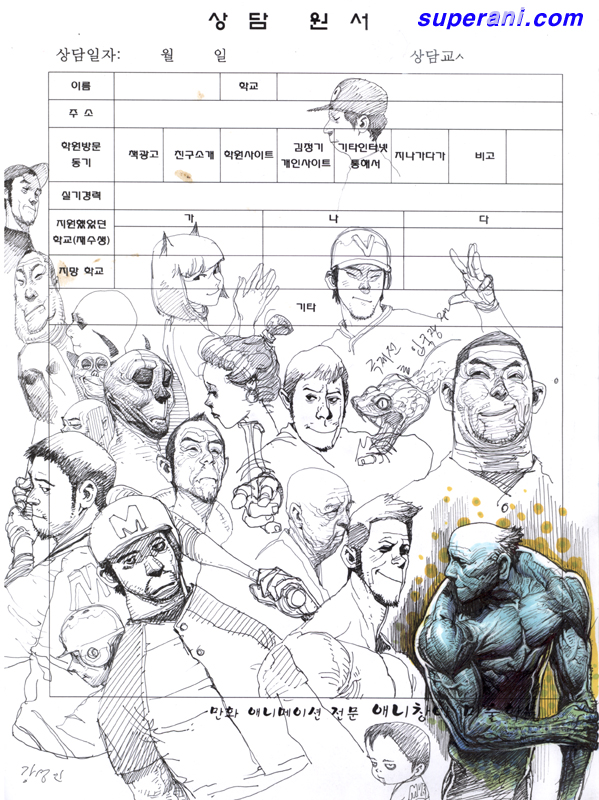 superani.com
상 담 원 서
상담일자: 월 일 상담교
이름 학교
주 소
학원방문 동기 책광고 친구소개 학원사이트 김정기 개인사이트 기타인터넷 통해서 지나가다가 비고
실기경력
지원했었던 학교(재수생) 가 나 다
지망 학교
기타
V
M
M
만화 애니메이션 전문 애니창